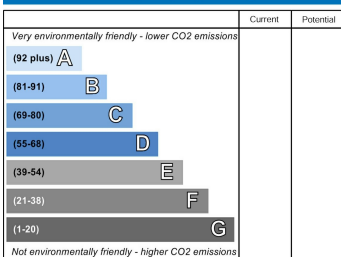 Current Potential
Very environmentally friendly - lower CO2 emissions
(92 plus) A
(81-91) B
(69-80) C
(55-68) D
(39-54) E
(21-38) F
(1-20) G
Not environmentally friendly - higher CO2 emissions